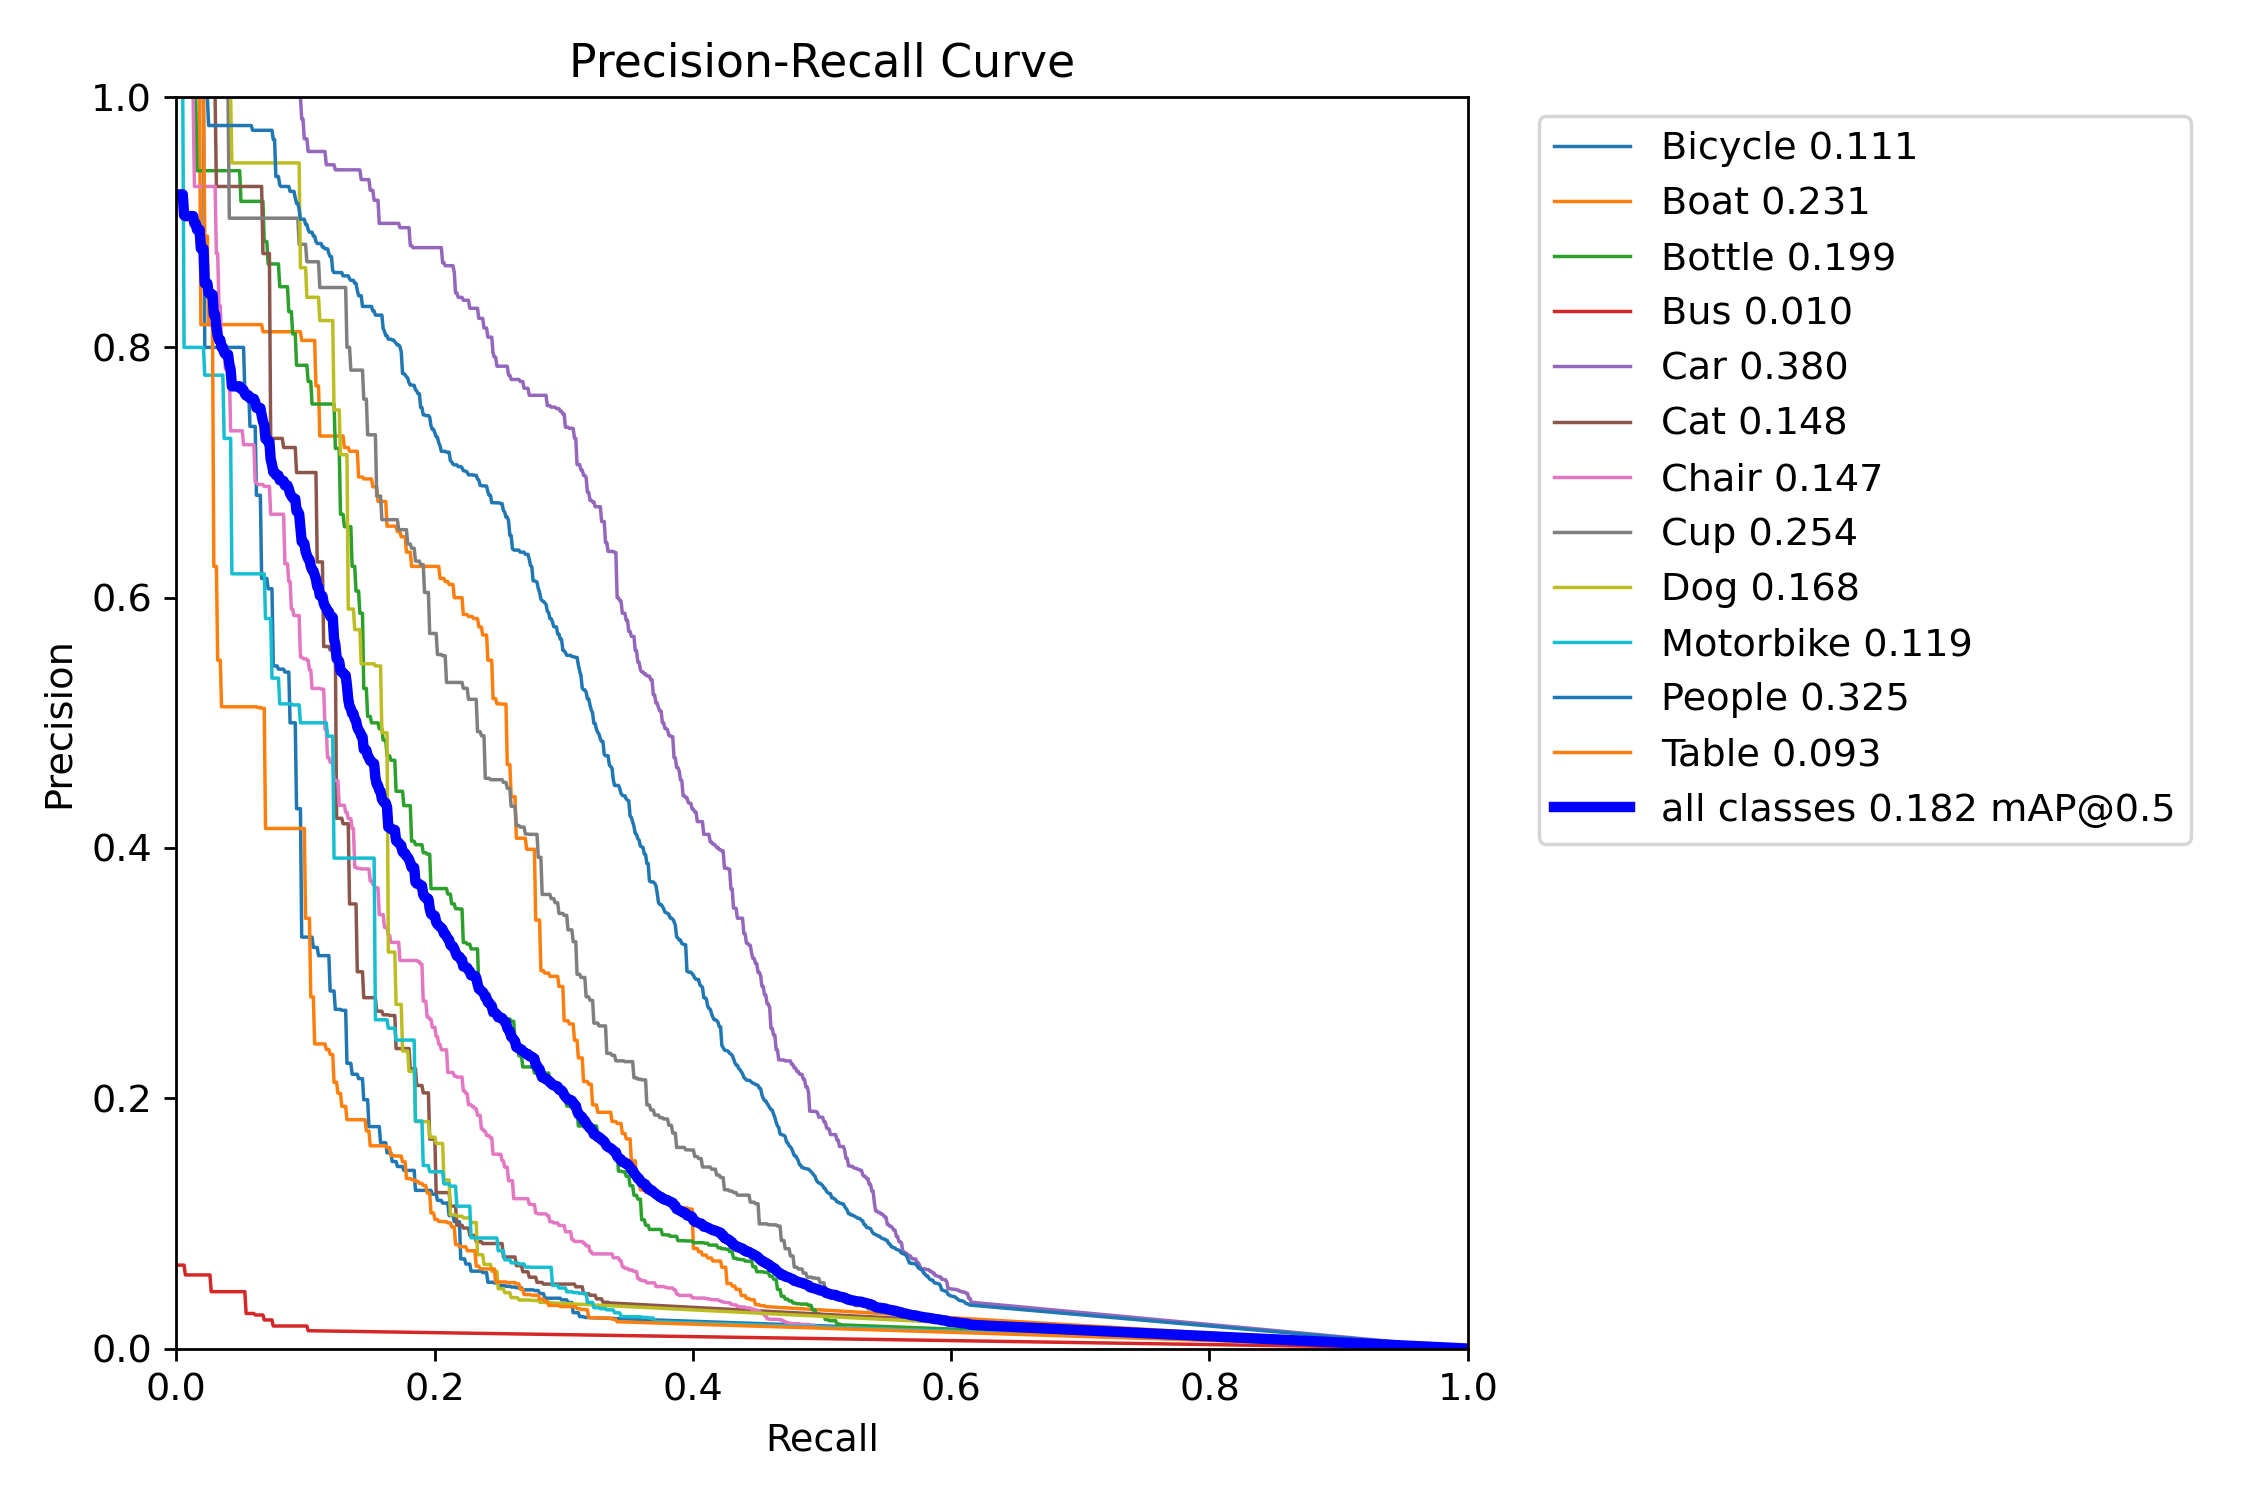 Precision-Recall Curve
1.0
0.8
0.6
0.4
0.2
0.0
Precision
0.0 0.2 0.4 0.6 0.8 1.0
Recall
Bicycle 0.111
Boat 0.231
Bottle 0.199
Bus 0.010
Car 0.380
Cat 0.148
Chair 0.147
Cup 0.254
Dog 0.168
Motorbike 0.119
People 0.325
Table 0.093
all classes 0.182 mAP@0.5